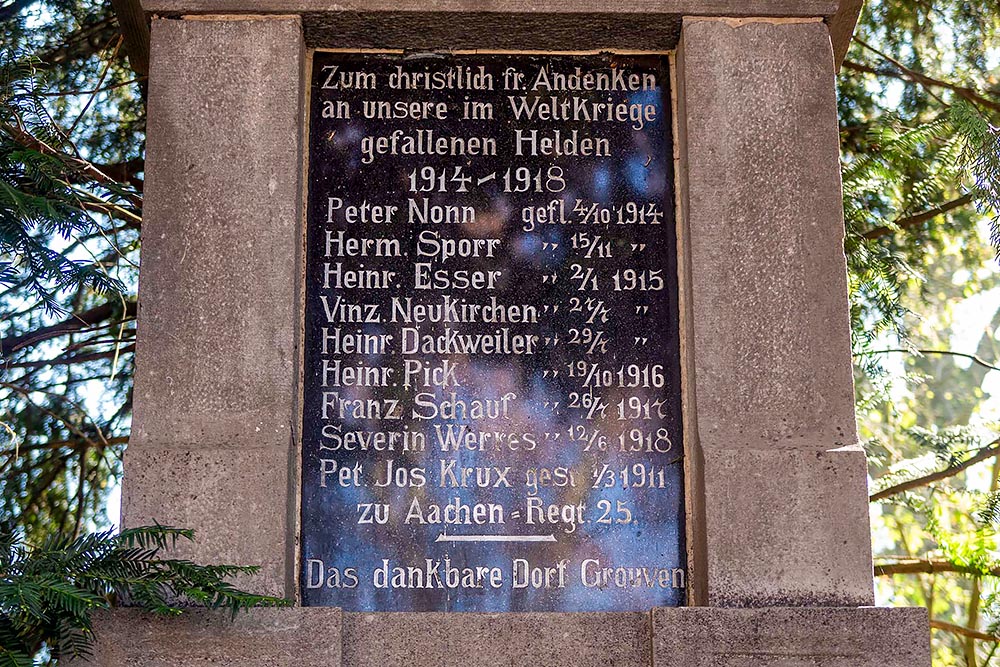 Zum christlich fr. Andenken
an unsere im Weltkriege
gefallenen Helden
1914-1918
Peter Nonn gefl. 4/10 1914
Herm. Sporr " 15/11 "
Heinr. Esser " 2/1 1915
Vinz. Neukirchen " "
Heinr. Dackweiler " 29/7 "
Heinr. Pick " 19/10 1916
Franz Schauf " 26/7 1917
Severin Werres " 12/6 1918
Pet. Jos Krux gest 1/3 1911
zu Aachen = Regt. 25.
Das dankbare Dorf Grouven